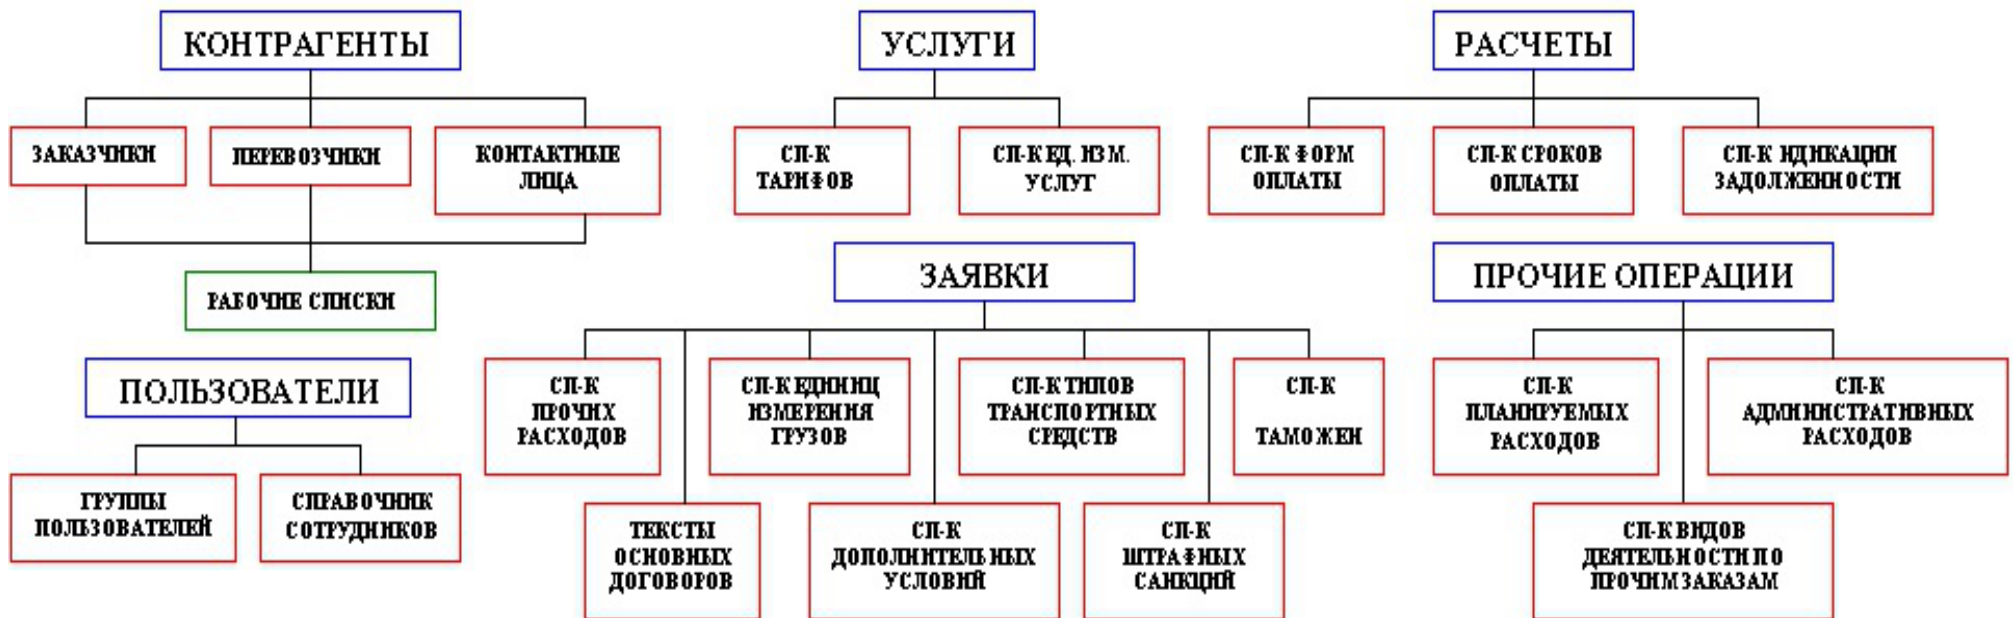 КОНТРАГЕНТЫ
ЗАКАЗЧИКИ
ПЕРЕВОЗЧИКИ
КОНТАКТНЫЕ
ЛИЦА
РАБОЧИЕ СПИСКИ
УСЛУГИ
СП-К
ТАРИФОВ
СП-К ЕД. ИЗМ.
УСЛУГ
РАСЧЕТЫ
СП-К ФОРМ
ОПЛАТЫ
СП-К СРОКОВ
ОПЛАТЫ
СП-К ИДИКАЦИИ
ЗАДОЛЖЕННОСТИ
ПОЛЬЗОВАТЕЛИ
ГРУППЫ
ПОЛЬЗОВАТЕЛЕЙ
СПРАВОЧНИК
СОТРУДНИКОВ
ЗАЯВКИ
СП-К
ПРОЧИХ
РАСХОДОВ
СП-К ЕДИНИЦ
ИЗМЕРЕНИЯ
ГРУЗОВ
СП-К ТИПОВ
ТРАНСПОРТНЫХ
СРЕДСТВ
СП-К
ТАМОЖЕН
ТЕКСТЫ
ОСНОВНЫХ
ДОГОВОРОВ
СП-К
ДОПОЛНИТЕЛЬНЫХ
УСЛОВИЙ
СП-К
ШТРАФНЫХ
САНКЦИЙ
ПРОЧИЕ ОПЕРАЦИИ
СП-К
ПЛАНИРУЕМЫХ
РАСХОДОВ
СП-К
АДМИНИСТРАТИВНЫХ
РАСХОДОВ
СП-К ВИДОВ
ДЕЯТЕЛЬНОСТИ ПО
ПРОЧИМ ЗАКАЗАМ